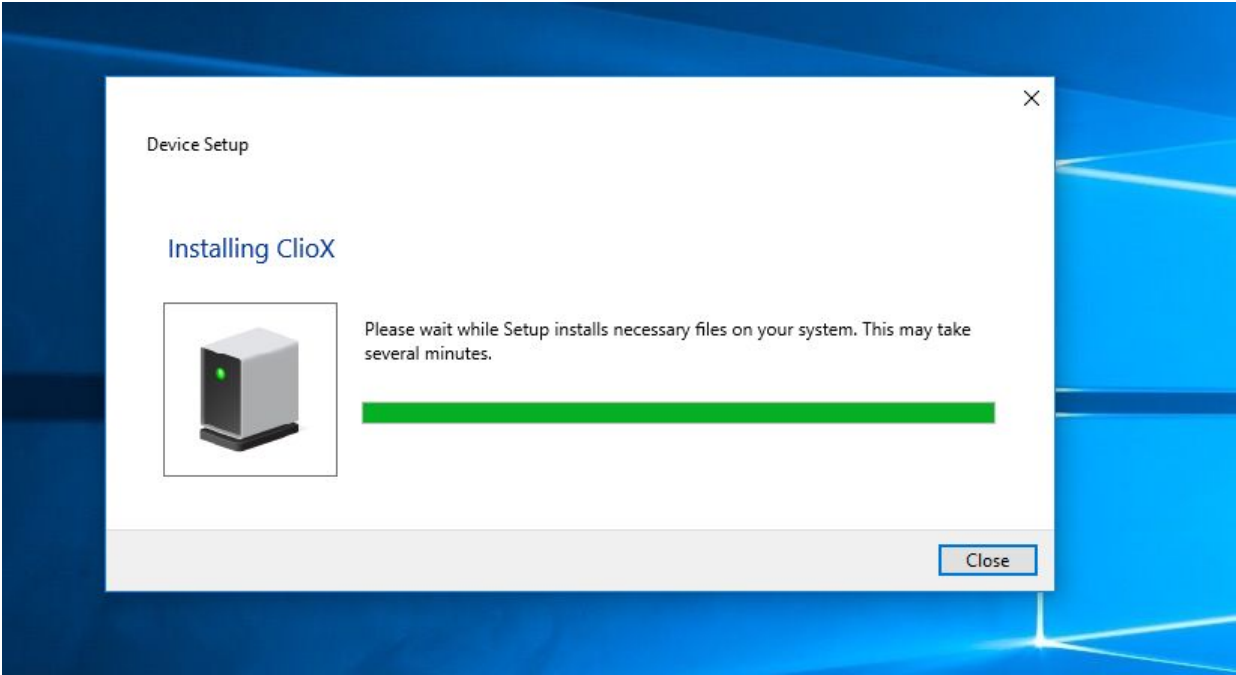 Device Setup
Installing ClioX
Please wait while Setup installs necessary files on your system. This may take
several minutes.
Close